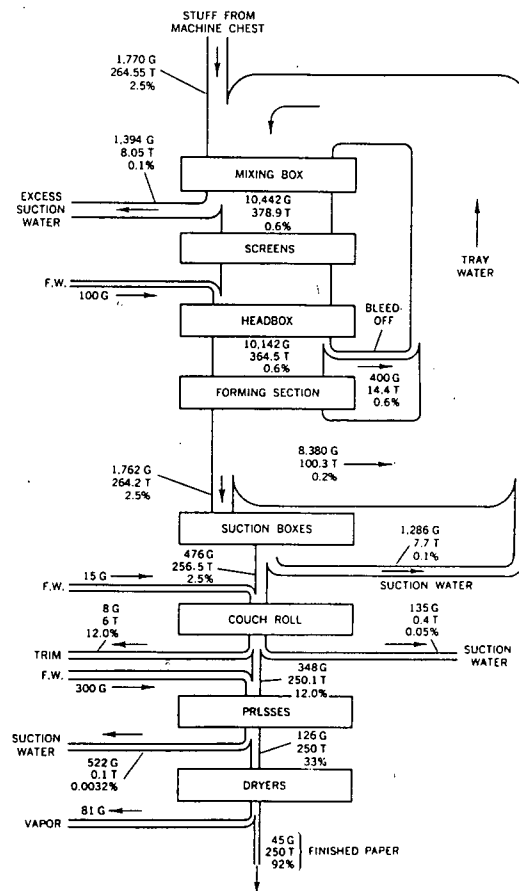 STUFF FROM
MACHINE CHEST
1,770 G
264.55 T
2.5%
1,394 G
8.05 T
0.1%
MIXING BOX
EXCESS
SUCTION
WATER
10,442 G
378.9 T
0.6%
SCREENS
TRAY
WATER
F.W.
100 G
HEADBOX
BLEED-
OFF
10,142 G
364.5 T
0.6%
400 G
14.4 T
0.6%
FORMING SECTION
8.380 G
100.3 T
0.2%
1,762 G
264.2 T
2.5%
SUCTION BOXES
1,286 G
7.7 T
0.1%
476 G
256.5 T
2.5%
SUCTION WATER
15 G
F.W.
8 G
6 T
12.0%
COUCH ROLL
135 G
0.4 T
0.05%
TRIM
SUCTION
WATER
F.W.
300 G
348 G
250.1 T
12.0%
PRLSSES
SUCTION
WATER
126 G
250 T
33%
522 G
0.1 T
0.0032%
DRYERS
81 G
VAPOR
45 G
250 T
92%
FINISHED PAPER